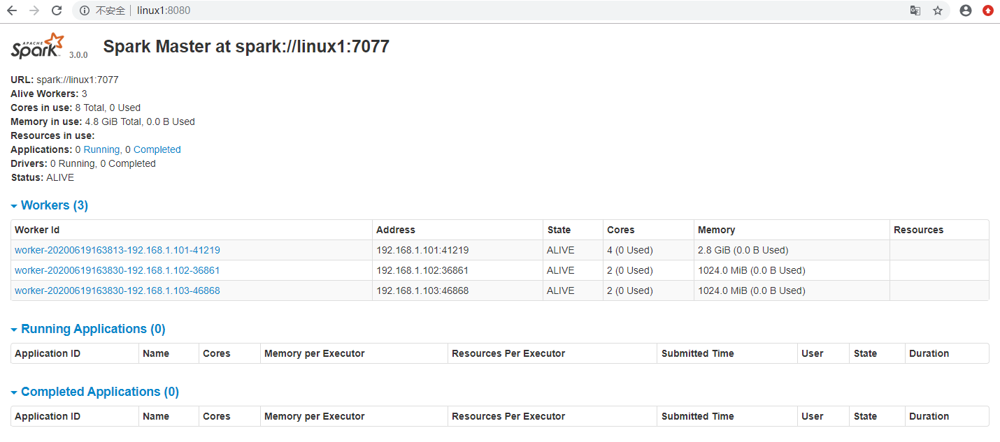 不安全 linux1:8080
APACHE Spark 3.0.0 Spark Master at spark://linux1:7077
URL: spark://linux1:7077
Alive Workers: 3
Cores in use: 8 Total, 0 Used
Memory in use: 4.8 GiB Total, 0.0 B Used
Resources in use:
Applications: 0 Running, 0 Completed
Drivers: 0 Running, 0 Completed
Status: ALIVE
Workers (3)
Worker Id Address State Cores Memory Resources
worker-20200619163813-192.168.1.101-41219 192.168.1.101:41219 ALIVE 4 (0 Used) 2.8 GiB (0.0 B Used)
worker-20200619163830-192.168.1.102-36861 192.168.1.102:36861 ALIVE 2 (0 Used) 1024.0 MiB (0.0 B Used)
worker-20200619163830-192.168.1.103-46868 192.168.1.103:46868 ALIVE 2 (0 Used) 1024.0 MiB (0.0 B Used)
Running Applications (0)
Application ID Name Cores Memory per Executor Resources Per Executor Submitted Time User State Duration
Completed Applications (0)
Application ID Name Cores Memory per Executor Resources Per Executor Submitted Time User State Duration